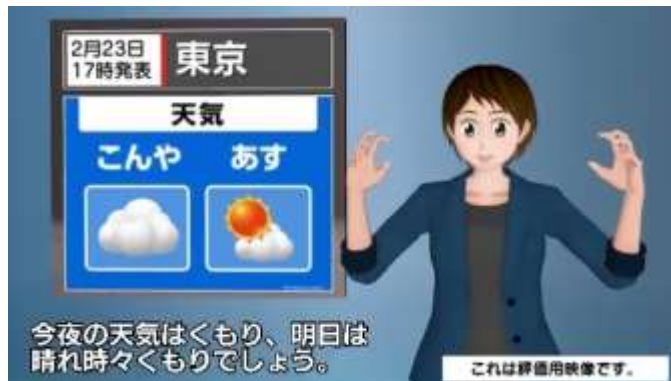 2月23日
17時発表
東京
天気
こんや あす
今夜の天気はくもり、明日は
晴れ時々くもりでしょう。
これは評価用映像です。